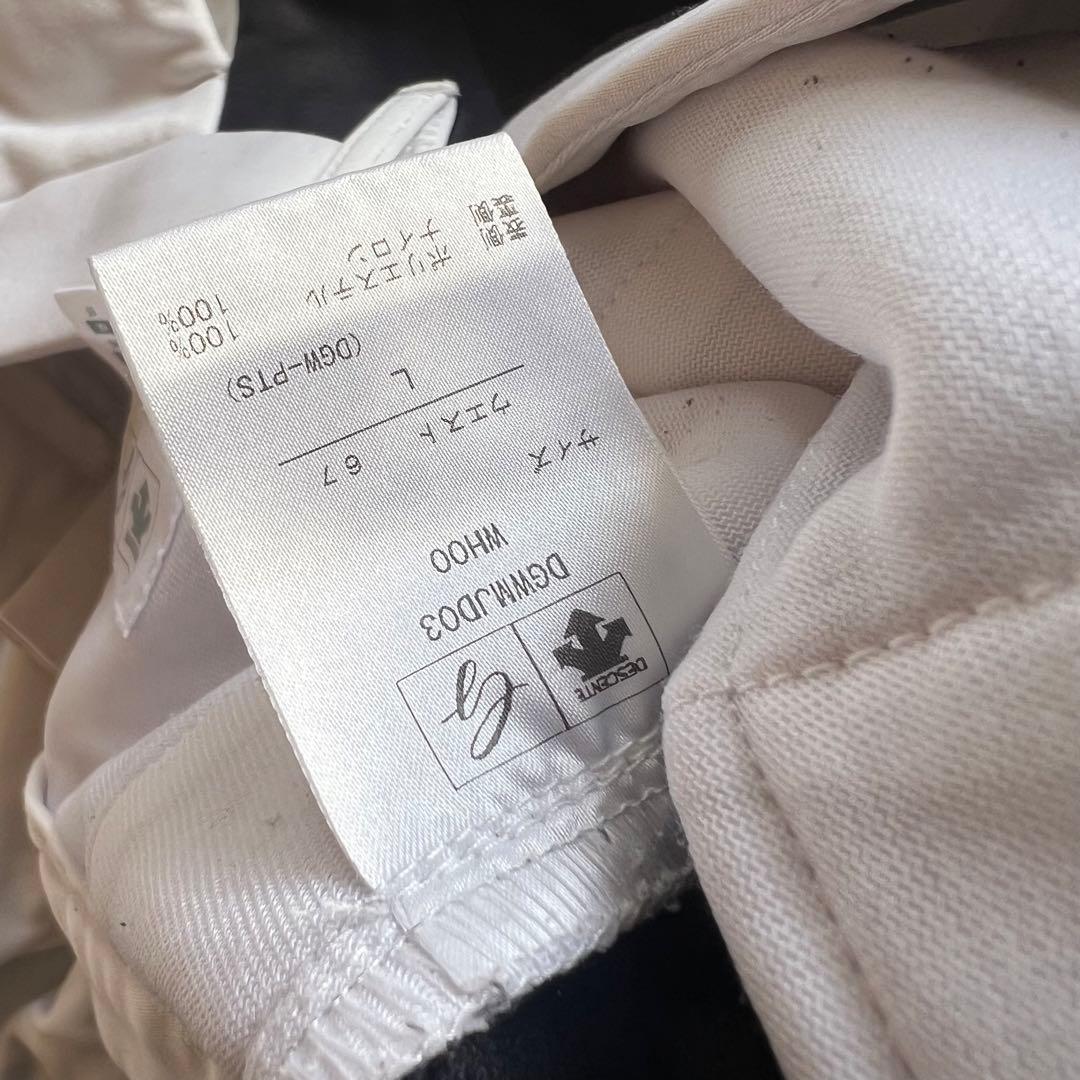 DESCENTE
DGWMJD03
WH00
サイズ
ウエスト 67
L
(DGW-PTS)
表側 ポリエステル 100%
裏側 ナイロン 100%